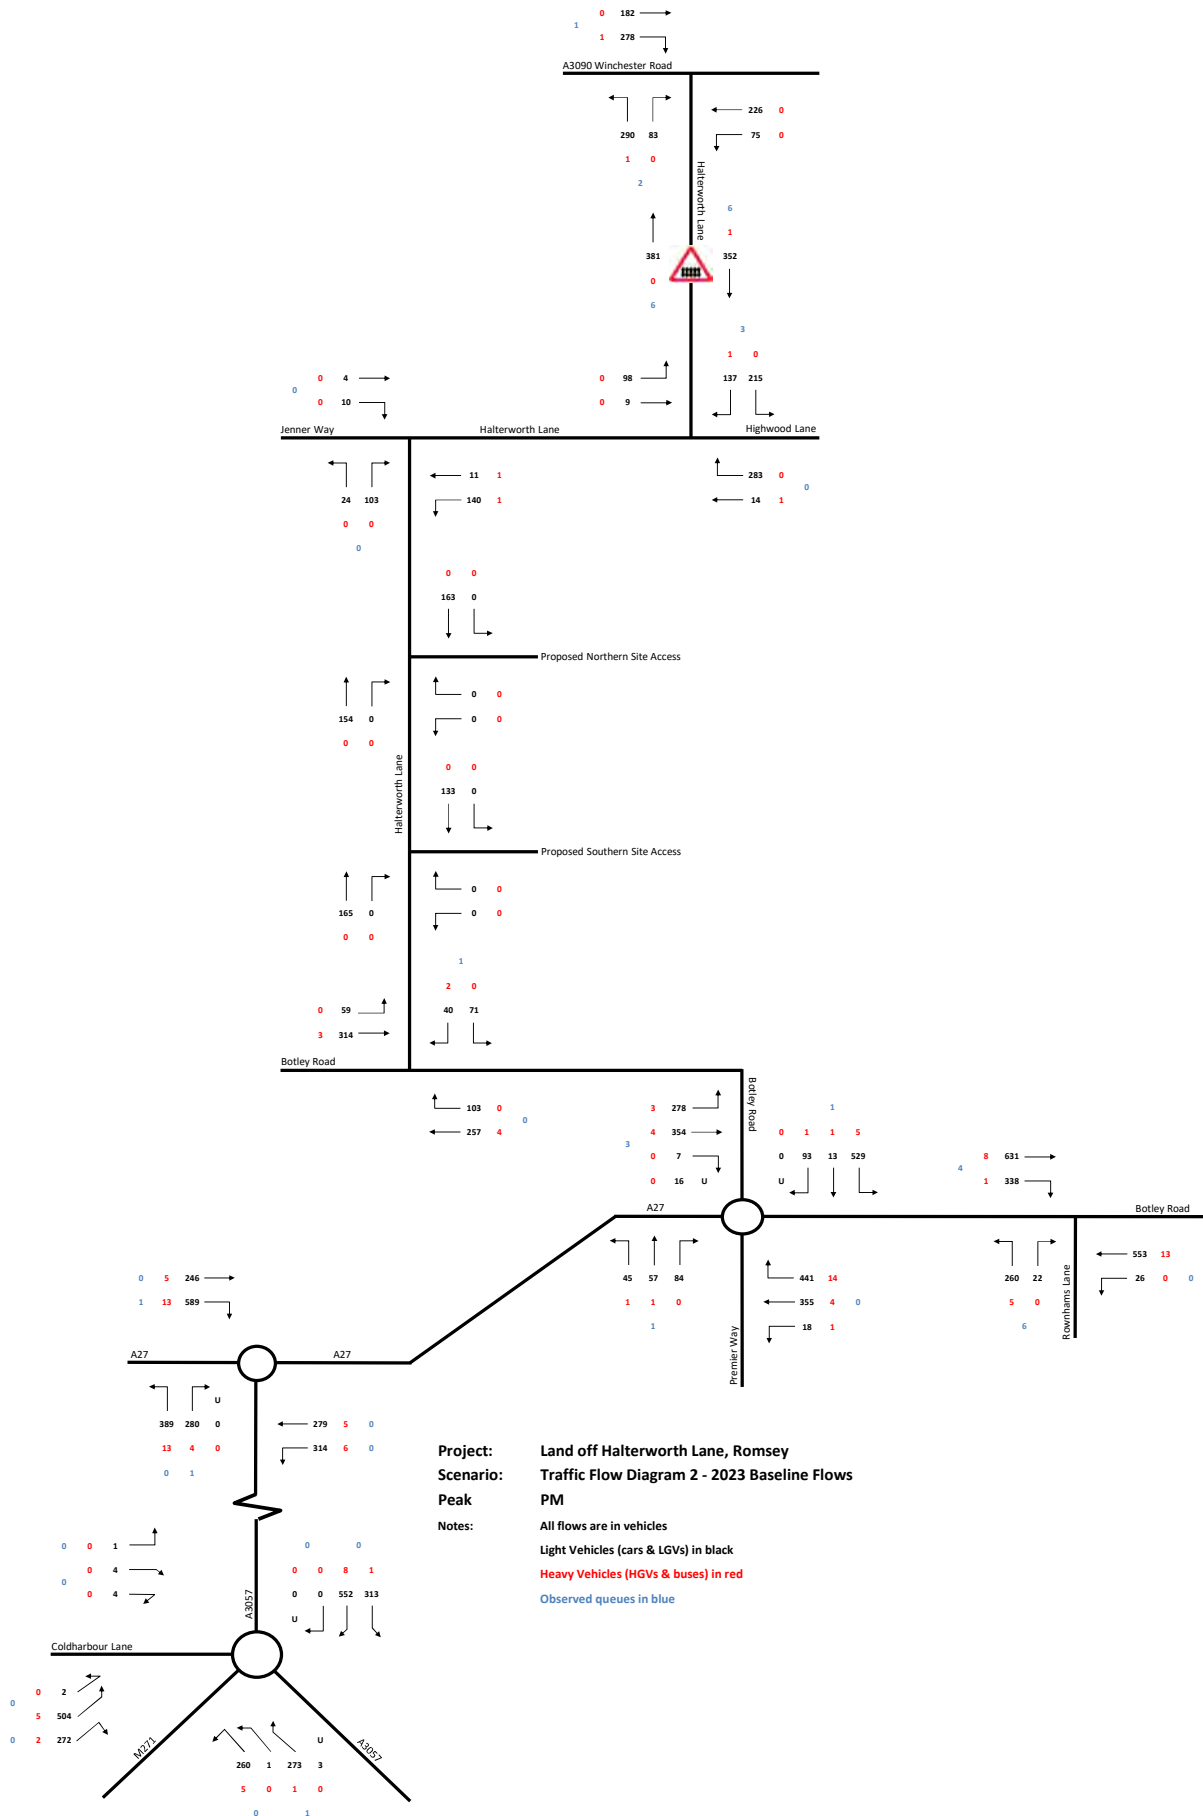 0 182
1
1 278
A3090 Winchester Road
226 0
290 83 75 0
1 0
2
Halterworth Lane
6
1
381 352
0
6
3
1 0
0 4 0 98 137 215
0
0 10 0 9
Jenner Way Halterworth Lane Highwood Lane
11 1 283 0
0
24 103 140 1 14 1
0 0
0
0 0
163 0
Proposed Northern Site Access
0 0
154 0 0 0
0 0
0 0
Halterworth Lane
133 0
Proposed Southern Site Access
0 0
165 0 0 0
0 0
1
2 0
0 59 40 71
3 314
Botley Road
Botley Road
103 0 3 278 1
0
257 4 4 354 0 1 1 5
3
0 7 0 93 13 529 8 631
4
0 16 U U 1 338
A27 Botley Road
45 57 84 441 14 260 22 553 13
1 1 0 355 4 0 5 0 26 0 0
1 18 1 6
Premier Way
Rownhams Lane
0 5 246
1 13 589
A27 A27
U
389 280 0 279 5 0
13 4 0 314 6 0
0 1
Project: Land off Halterworth Lane, Romsey
Scenario: Traffic Flow Diagram 2 - 2023 Baseline Flows
Peak PM
Notes: All flows are in vehicles
Light Vehicles (cars & LGVs) in black
Heavy Vehicles (HGVs & buses) in red
Observed queues in blue
0 0 1 0 0
0 4 0 0 8 1
0
0 4 0 0 552 313
U
A3057
Coldharbour Lane
0 2
0
5 504
0 2 272
M271
A3057
U
260 1 273 3
5 0 1 0
0 1